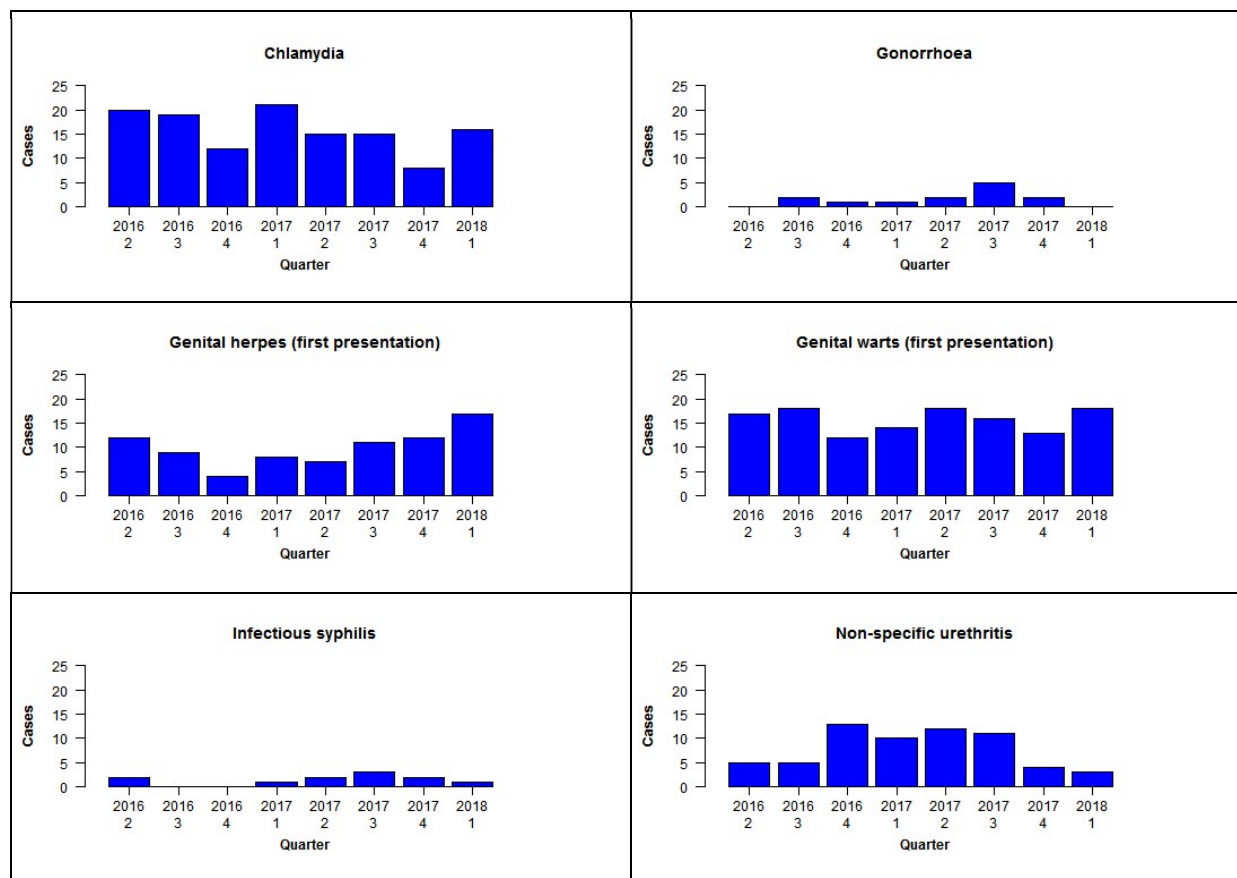 Chlamydia
25
20
15
10
5
0
Cases
2016 2016 2016 2017 2017 2017 2017 2018
2 3 4 1 2 3 4 1
Quarter
Gonorrhoea
25
20
15
10
5
0
Cases
2016 2016 2016 2017 2017 2017 2017 2018
2 3 4 1 2 3 4 1
Quarter
Genital herpes (first presentation)
25
20
15
10
5
0
Cases
2016 2016 2016 2017 2017 2017 2017 2018
2 3 4 1 2 3 4 1
Quarter
Genital warts (first presentation)
25
20
15
10
5
0
Cases
2016 2016 2016 2017 2017 2017 2017 2018
2 3 4 1 2 3 4 1
Quarter
Infectious syphilis
25
20
15
10
5
0
Cases
2016 2016 2016 2017 2017 2017 2017 2018
2 3 4 1 2 3 4 1
Quarter
Non-specific urethritis
25
20
15
10
5
0
Cases
2016 2016 2016 2017 2017 2017 2017 2018
2 3 4 1 2 3 4 1
Quarter